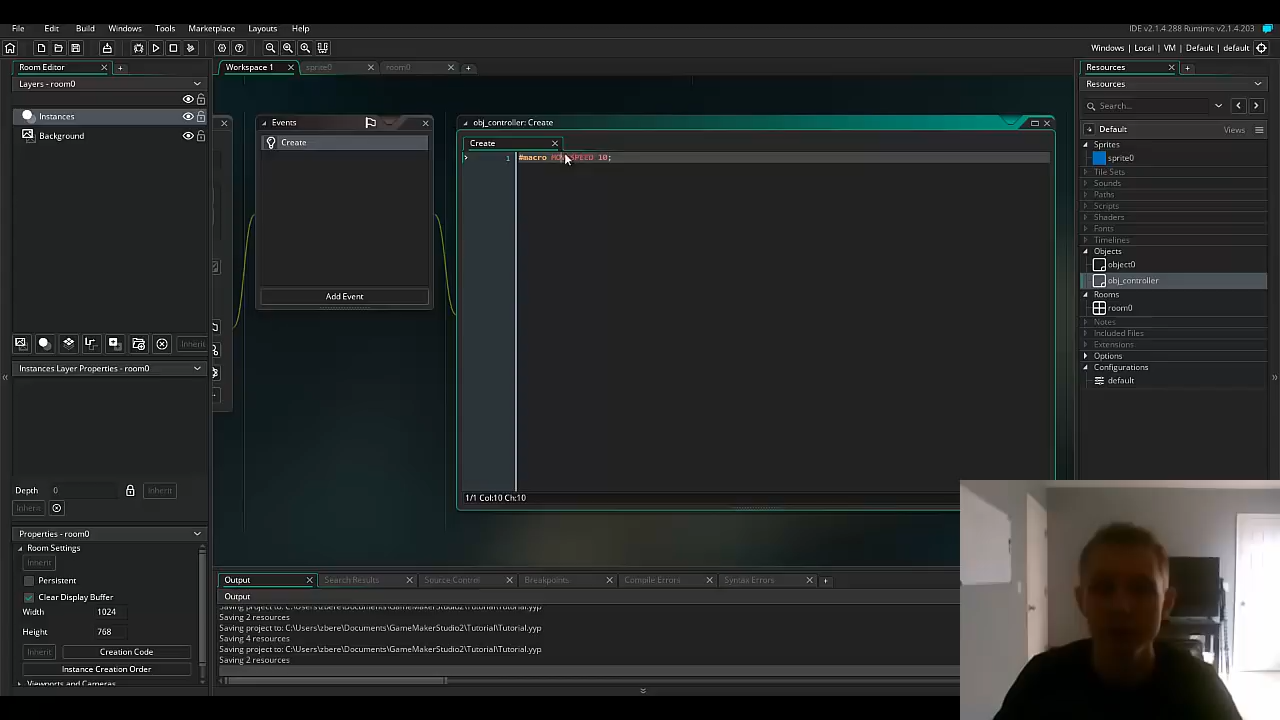 File Edit Build Windows Tools Marketplace Layouts Help
IDE v2.1.4.288 Runtime v2.1.4.203
Windows | Local | VM | Default | default
Room Editor
Workspace 1 sprite0 room0
Resources
Layers - room0
Resources
Instances
Background
Events
Create
Add Event
obj_controller: Create
Create
1 #macro SPEED 10;
1/1 Col:10 Ch:10
Search...
Default Views
Sprites
sprite0
Tile Sets
Sounds
Paths
Scripts
Shaders
Fonts
Timelines
Objects
object0
obj_controller
Rooms
room0
Notes
Included Files
Extensions
Options
Configurations
default
Inherit
Instances Layer Properties - room0
Depth 0 Inherit
Inherit
Properties - room0
Room Settings
Inherit
Persistent
Clear Display Buffer
Width 1024
Height 768
Inherit Creation Code
Instance Creation Order
Viewports and Cameras
Output Search Results Source Control Breakpoints Compile Errors Syntax Errors
Output
Saving project to: C:\Users\zbere\Documents\GameMakerStudio2\Tutorial\Tutorial.yyp
Saving 2 resources
Saving project to: C:\Users\zbere\Documents\GameMakerStudio2\Tutorial\Tutorial.yyp
Saving 4 resources
Saving project to: C:\Users\zbere\Documents\GameMakerStudio2\Tutorial\Tutorial.yyp
Saving 2 resources